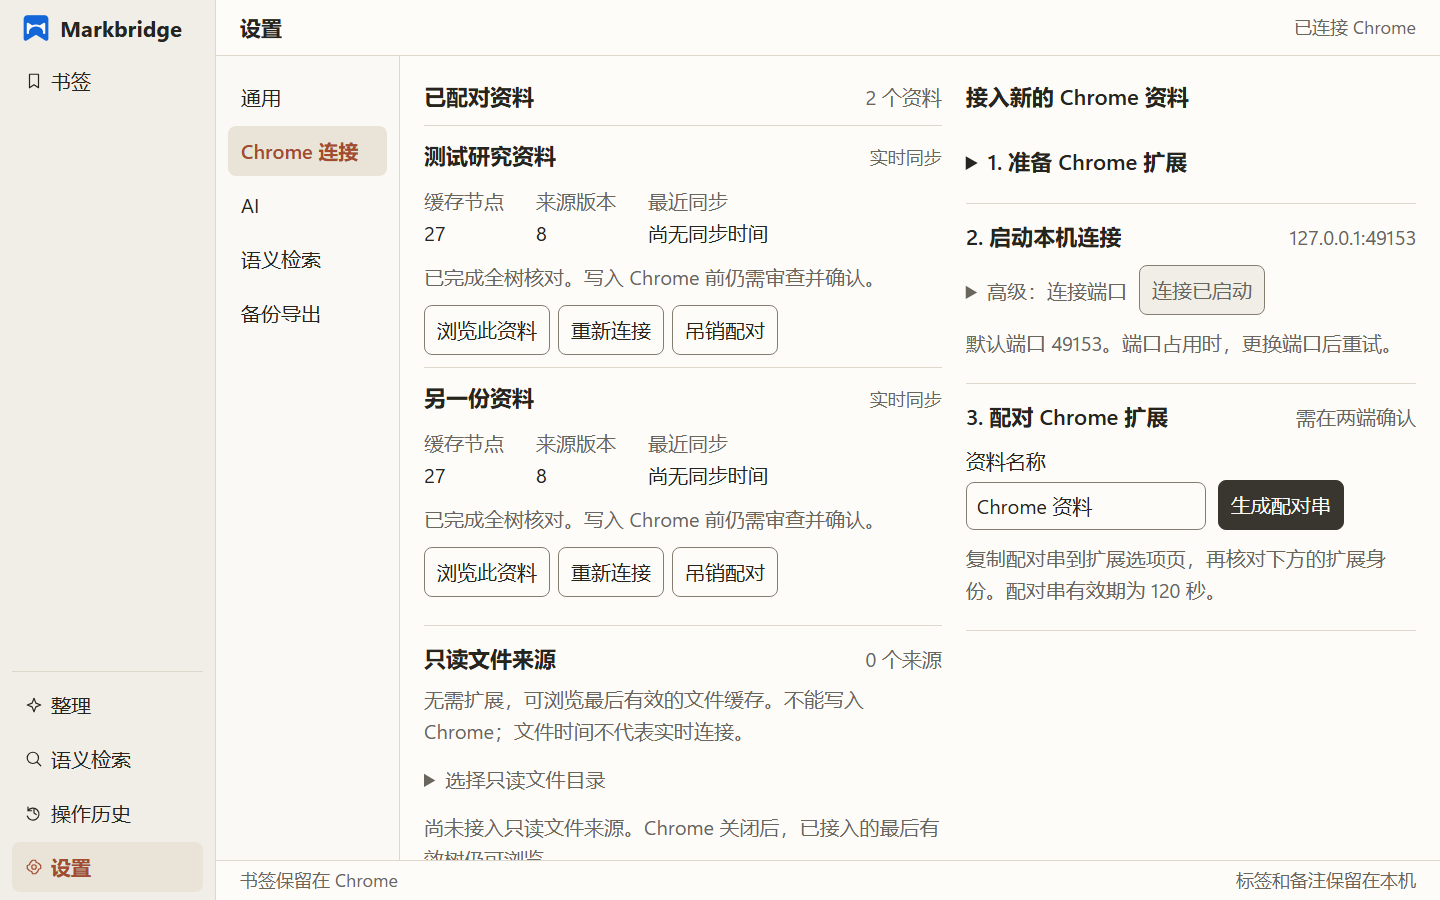 Markbridge
书签
整理
语义检索
操作历史
设置
设置
已连接 Chrome
通用
Chrome 连接
AI
语义检索
备份导出
已配对资料
2 个资料
测试研究资料
实时同步
缓存节点 来源版本 最近同步
27 8 尚无同步时间
已完成全树核对。写入 Chrome 前仍需审查并确认。
浏览此资料 重新连接 吊销配对
另一份资料
实时同步
缓存节点 来源版本 最近同步
27 8 尚无同步时间
已完成全树核对。写入 Chrome 前仍需审查并确认。
浏览此资料 重新连接 吊销配对
只读文件来源
0 个来源
无需扩展，可浏览最后有效的文件缓存。不能写入
Chrome；文件时间不代表实时连接。
选择只读文件目录
尚未接入只读文件来源。Chrome 关闭后，已接入的最后有
效树仍可浏览
接入新的 Chrome 资料
1. 准备 Chrome 扩展
2. 启动本机连接
127.0.0.1:49153
高级：连接端口
连接已启动
默认端口 49153。端口占用时，更换端口后重试。
3. 配对 Chrome 扩展
需在两端确认
资料名称
Chrome 资料
生成配对串
复制配对串到扩展选项页，再核对下方的扩展身
份。配对串有效期为 120 秒。
书签保留在 Chrome
标签和备注保留在本机